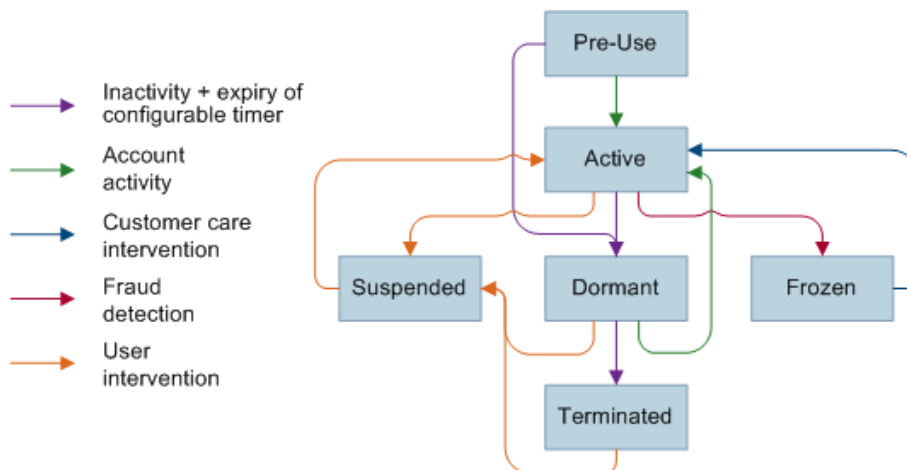 Pre-Use
Inactivity + expiry of
configurable timer
Account
activity
Active
Customer care
intervention
Suspended
Dormant
Frozen
Fraud
detection
User
intervention
Terminated